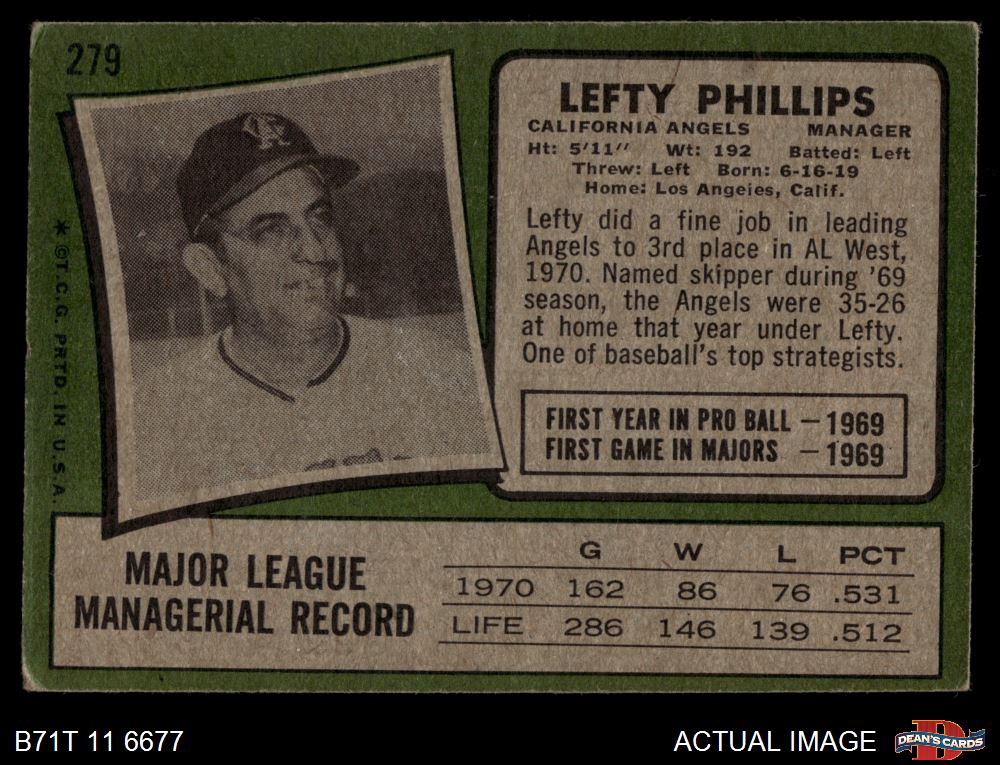 279
LEFTY PHILLIPS
CALIFORNIA ANGELS MANAGER
Ht: 5'11" Wt: 192 Batted: Left
Threw: Left Born: 6-16-19
Home: Los Angeles, Calif.
Lefty did a fine job in leading
Angels to 3rd place in AL West,
1970. Named skipper during '69
season, the Angels were 35-26
at home that year under Lefty.
One of baseball's top strategists.
FIRST YEAR IN PRO BALL — 1969
FIRST GAME IN MAJORS — 1969
* ©T.C.G. PRTD. IN U.S.A.
MAJOR LEAGUE
MANAGERIAL RECORD
G W L PCT
1970 162 86 76 .531
LIFE 286 146 139 .512
B71T 11 6677
ACTUAL IMAGE
DEAN'S CARDS